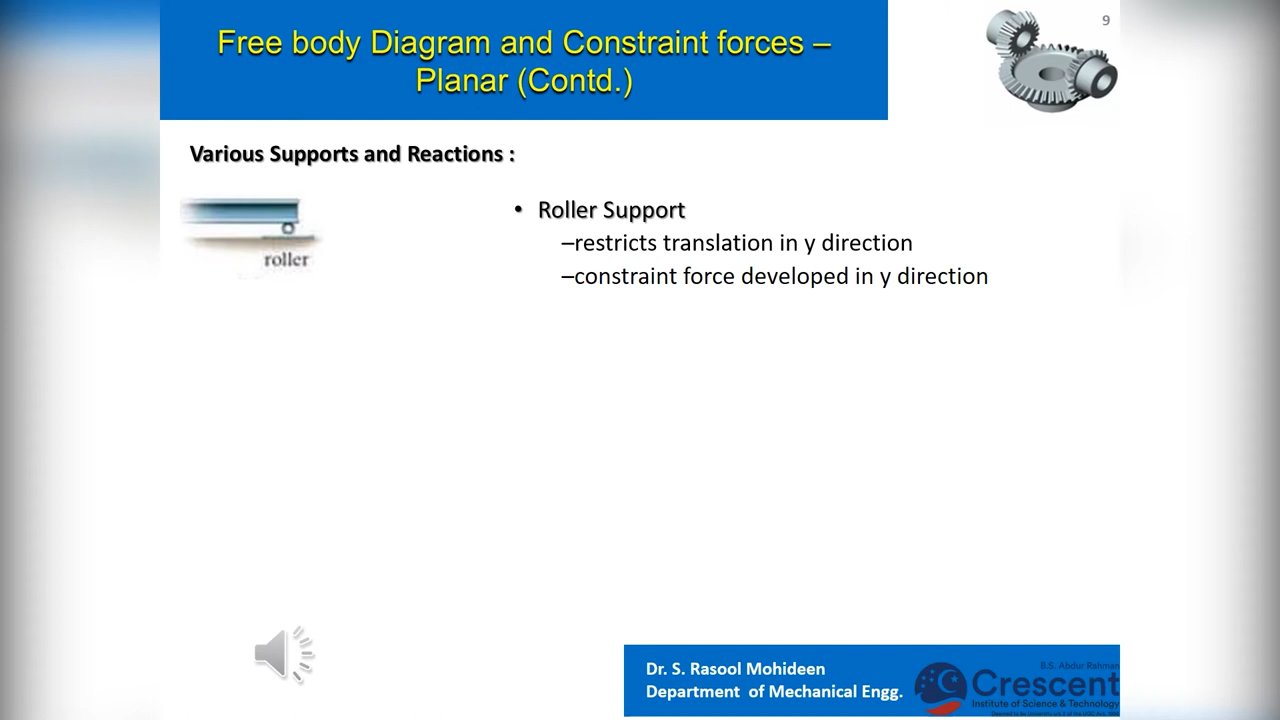 Free body Diagram and Constraint forces –
Planar (Contd.)
9
Various Supports and Reactions :
roller
• Roller Support
–restricts translation in y direction
–constraint force developed in y direction
Dr. S. Rasool Mohideen
Department of Mechanical Engg.
B.S. Abdur Rahman
Crescent
Institute of Science & Technology